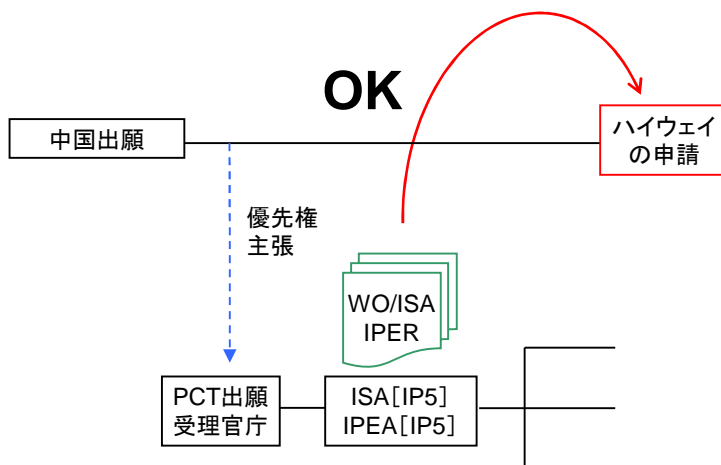 OK
中国出願
ハイウェイ
の申請
優先権
主張
WO/ISA
IPER
PCT出願
受理官庁
ISA[IP5]
IPEA[IP5]